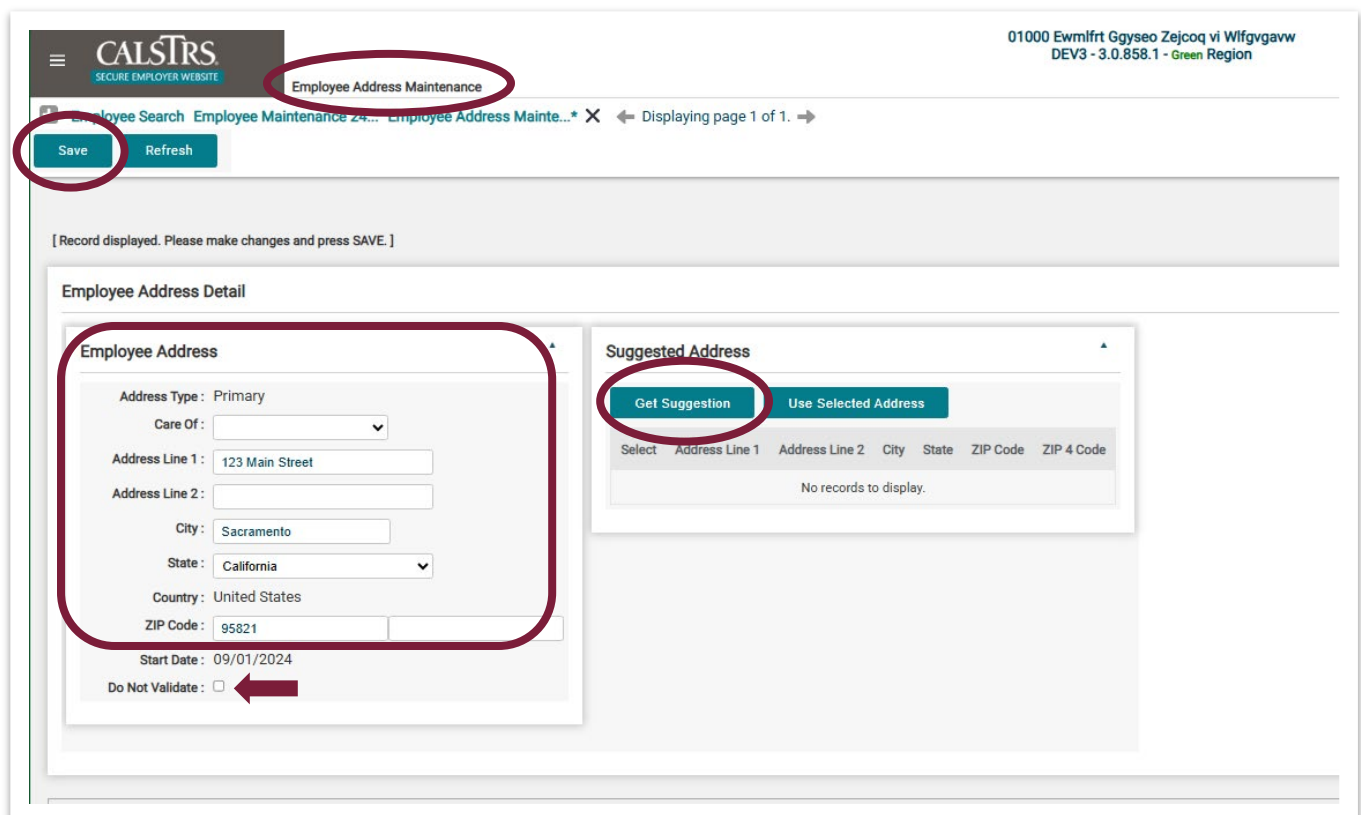 CALSTRS
SECURE EMPLOYER WEBSITE
01000 Ewmlfrt Ggyseo Zejcoq vi Wlfgvgavw
DEV3 - 3.0.858.1 - Green Region
Employee Address Maintenance
Employee Search Employee Maintenance 24... Employee Address Mainte...* Displaying page 1 of 1.
Save Refresh
[ Record displayed. Please make changes and press SAVE. ]
Employee Address Detail
Employee Address
Address Type : Primary
Care Of :
Address Line 1 : 123 Main Street
Address Line 2 :
City : Sacramento
State : California
Country : United States
ZIP Code : 95821
Start Date : 09/01/2024
Do Not Validate :
Suggested Address
Get Suggestion Use Selected Address
Select Address Line 1 Address Line 2 City State ZIP Code ZIP 4 Code
No records to display.